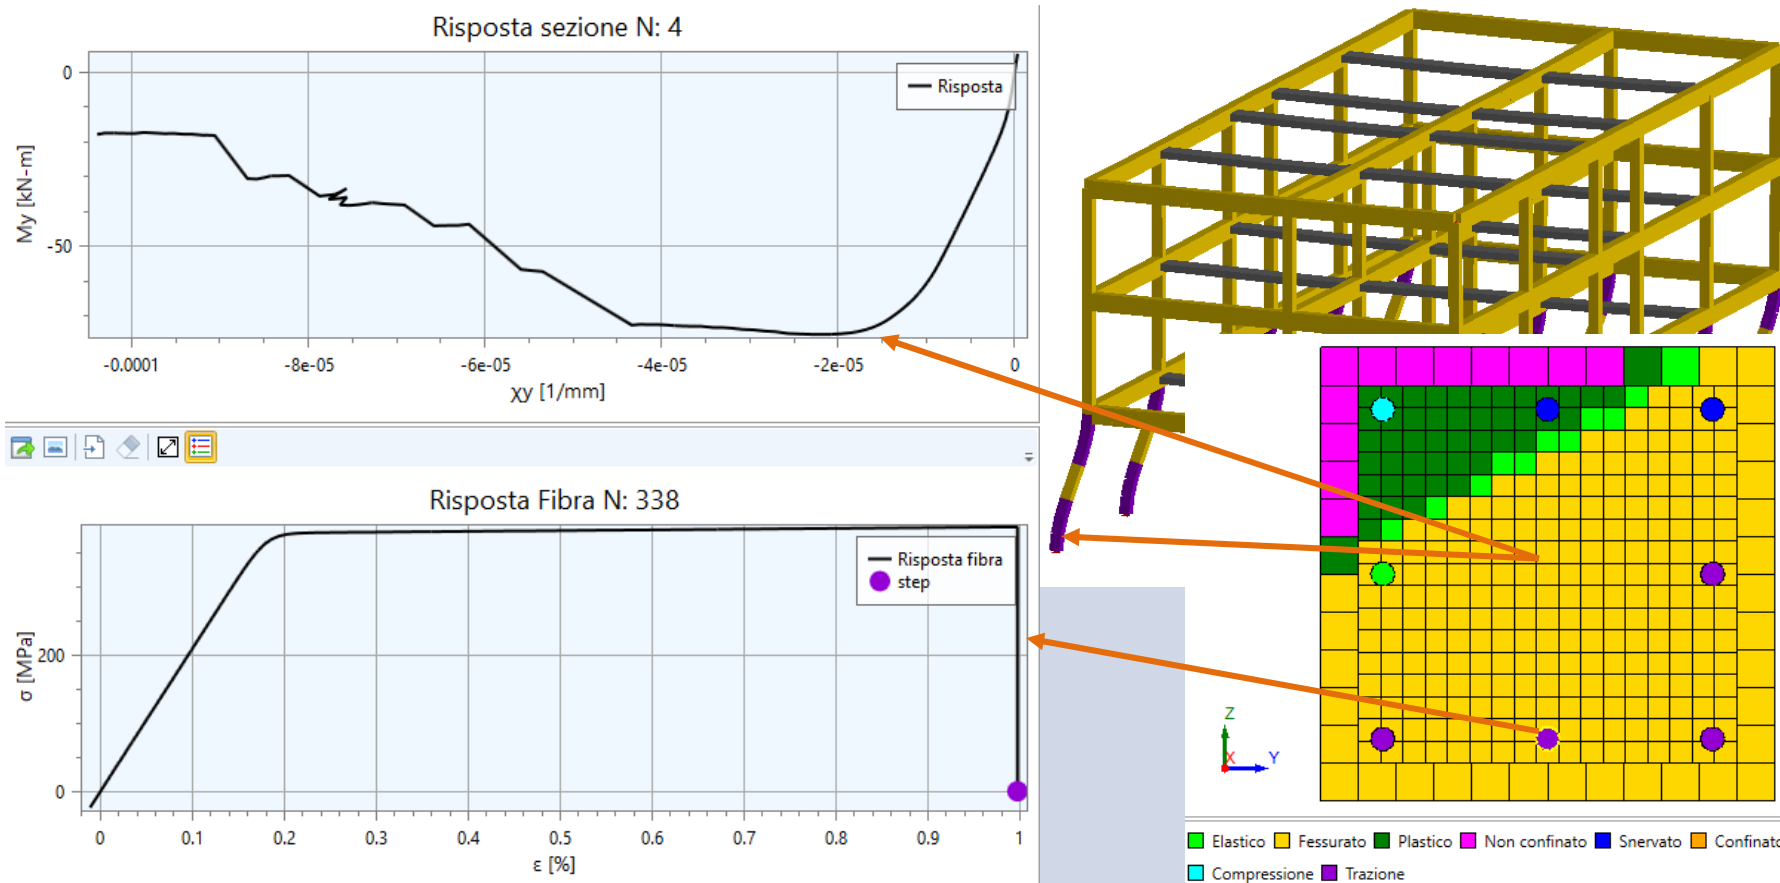 Risposta sezione N: 4
Risposta
0
-50
My [kN-m]
-0.0001 -8e-05 -6e-05 -4e-05 -2e-05 0
χy [1/mm]
Risposta Fibra N: 338
Risposta fibra
step
200
0
σ [MPa]
0 0.1 0.2 0.3 0.4 0.5 0.6 0.7 0.8 0.9 1
ε [%]
Z
X
Y
Elastico Fessurato Plastico Non confinato Snervato Confinato
Compressione Trazione